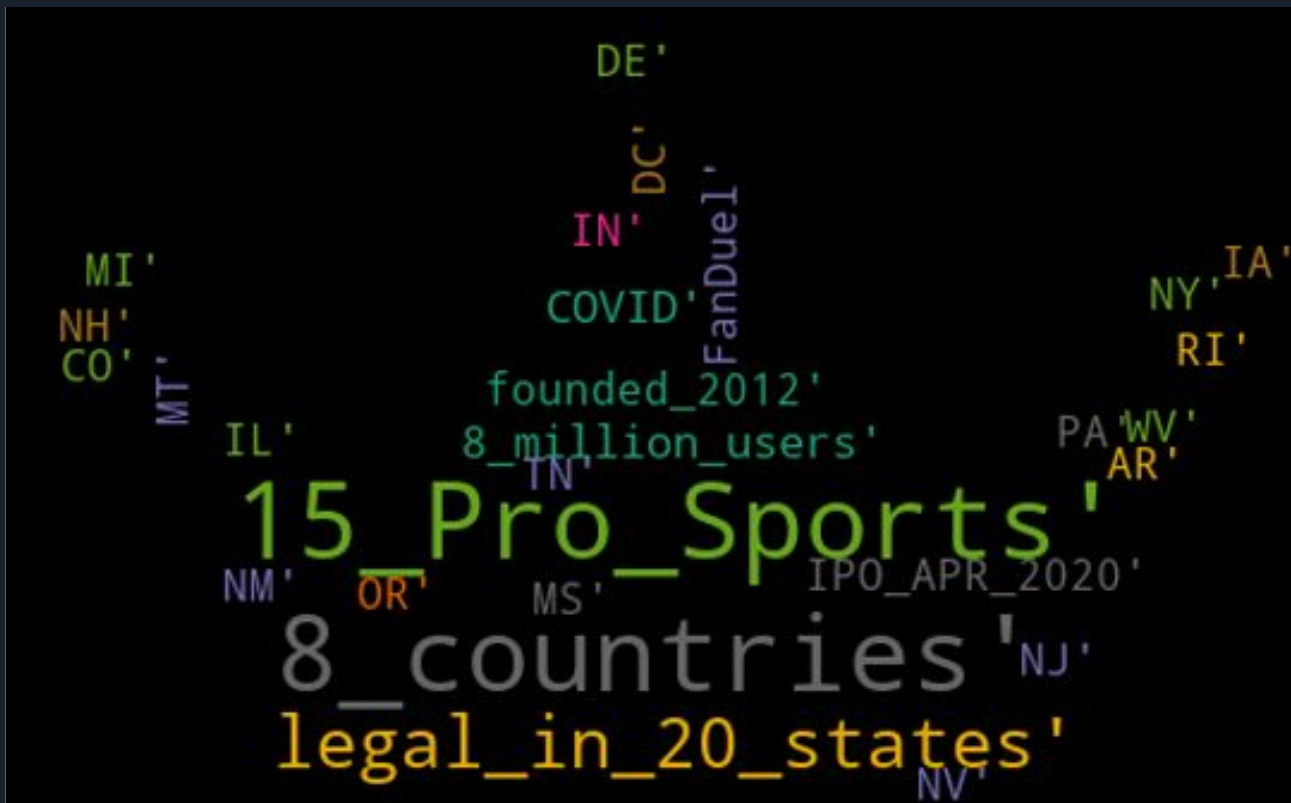 DE'
DC'
FanDuel'
IN'
MI'
IA'
NY'
COVID'
NH'
RI'
CO'
MT'
founded_2012'
IL'
8_million_users'
PA'
WV'
TN'
AR'
15_Pro_Sports'
NM'
OR'
MS'
IPO_APR_2020'
8_countries'
NJ'
legal_in_20_states'
NV'